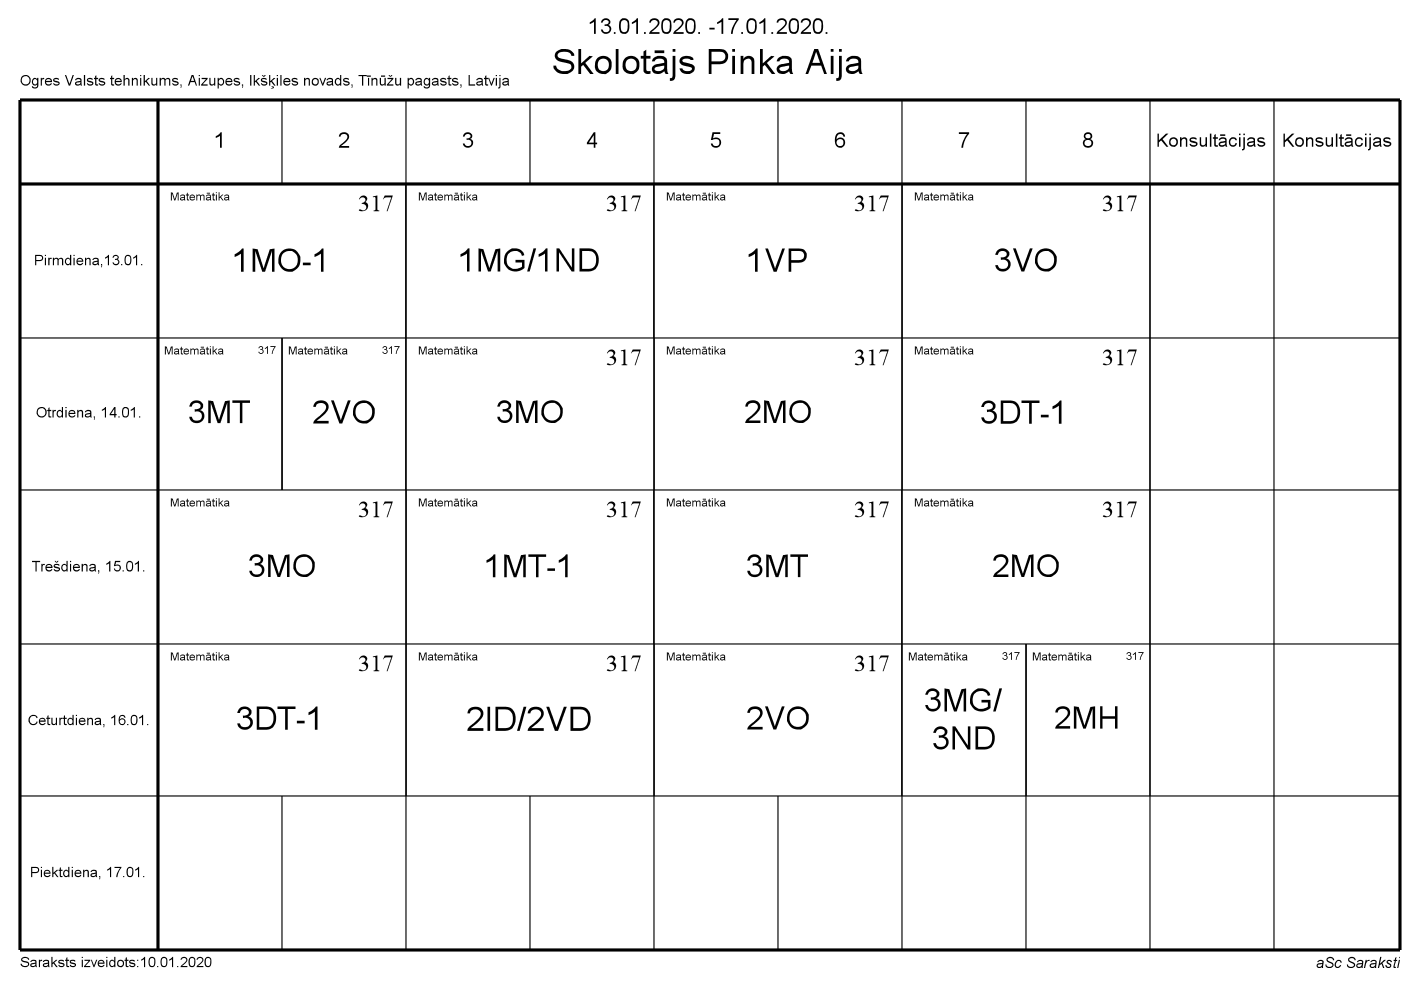 13.01.2020. -17.01.2020.
Skolotājs Pinka Aija
Ogres Valsts tehnikums, Aizupes, Ikšķiles novads, Tīnūžu pagasts, Latvija
1 2 3 4 5 6 7 8 Konsultācijas Konsultācijas
Matemātika 317 Matemātika 317 Matemātika 317 Matemātika 317
Pirmdiena,13.01. 1MO-1 1MG/1ND 1VP 3VO
Matemātika 317 Matemātika 317 Matemātika 317 Matemātika 317 Matemātika 317
Otrdiena, 14.01. 3MT 2VO 3MO 2MO 3DT-1
Matemātika 317 Matemātika 317 Matemātika 317 Matemātika 317
Trešdiena, 15.01. 3MO 1MT-1 3MT 2MO
Matemātika 317 Matemātika 317 Matemātika 317 Matemātika 317 Matemātika 317
Ceturtdiena, 16.01. 3DT-1 2ID/2VD 2VO 3MG/ 2MH
3ND
Piektdiena, 17.01.
Saraksts izveidots:10.01.2020 aSc Saraksti